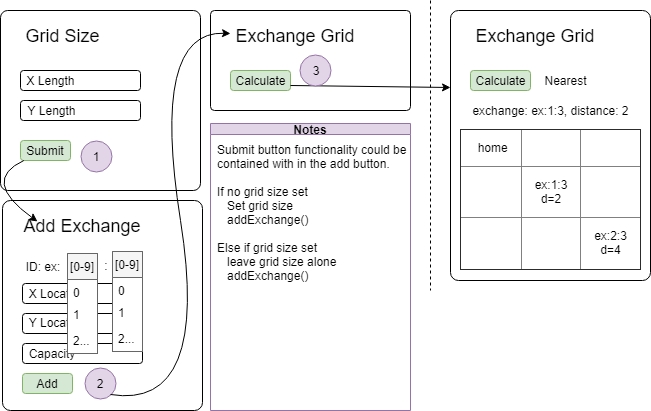 Grid Size
X Length
Y Length
Submit
1
Add Exchange
ID: ex: [0-9] : [0-9]
0
1
2...
0
1
2...
X Loca
Y Loca
Capacity
Add
2
Exchange Grid
Calculate
3
Notes
Submit button functionality could be
contained with in the add button.
If no grid size set
Set grid size
addExchange()
Else if grid size set
leave grid size alone
addExchange()
Exchange Grid
Calculate Nearest
exchange: ex:1:3, distance: 2
home
ex:1:3
d=2
ex:2:3
d=4